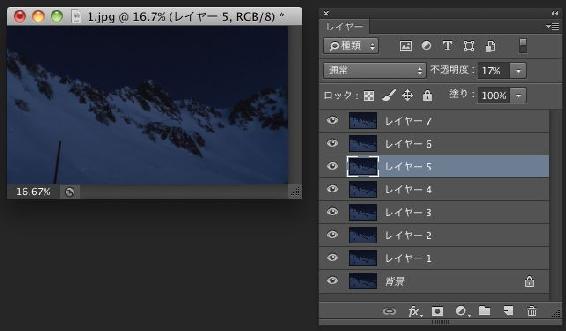 1.jpg @ 16.7% (レイヤー 5, RGB/8) *
16.67%
レイヤー
種類
通常
不透明度: 17%
ロック:
塗り: 100%
レイヤー 7
レイヤー 6
レイヤー 5
レイヤー 4
レイヤー 3
レイヤー 2
レイヤー 1
背景